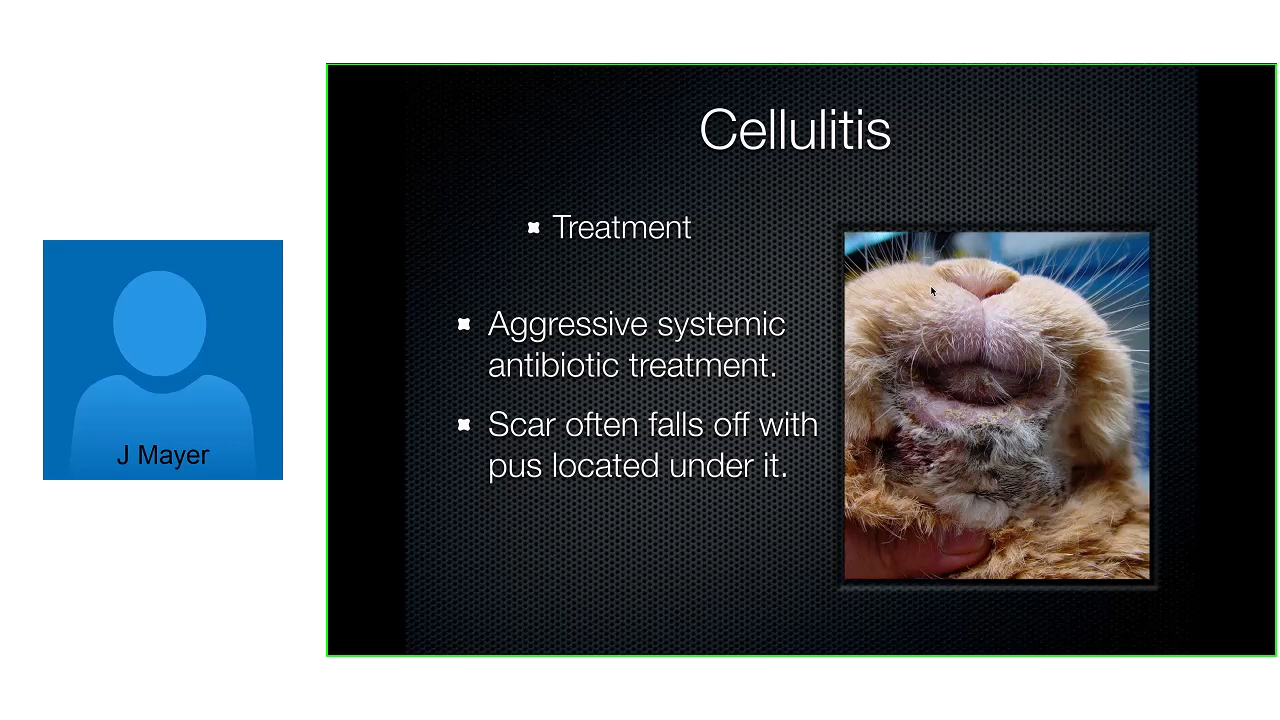 Cellulitis
Treatment
Aggressive systemic
antibiotic treatment.
Scar often falls off with
pus located under it.
J Mayer